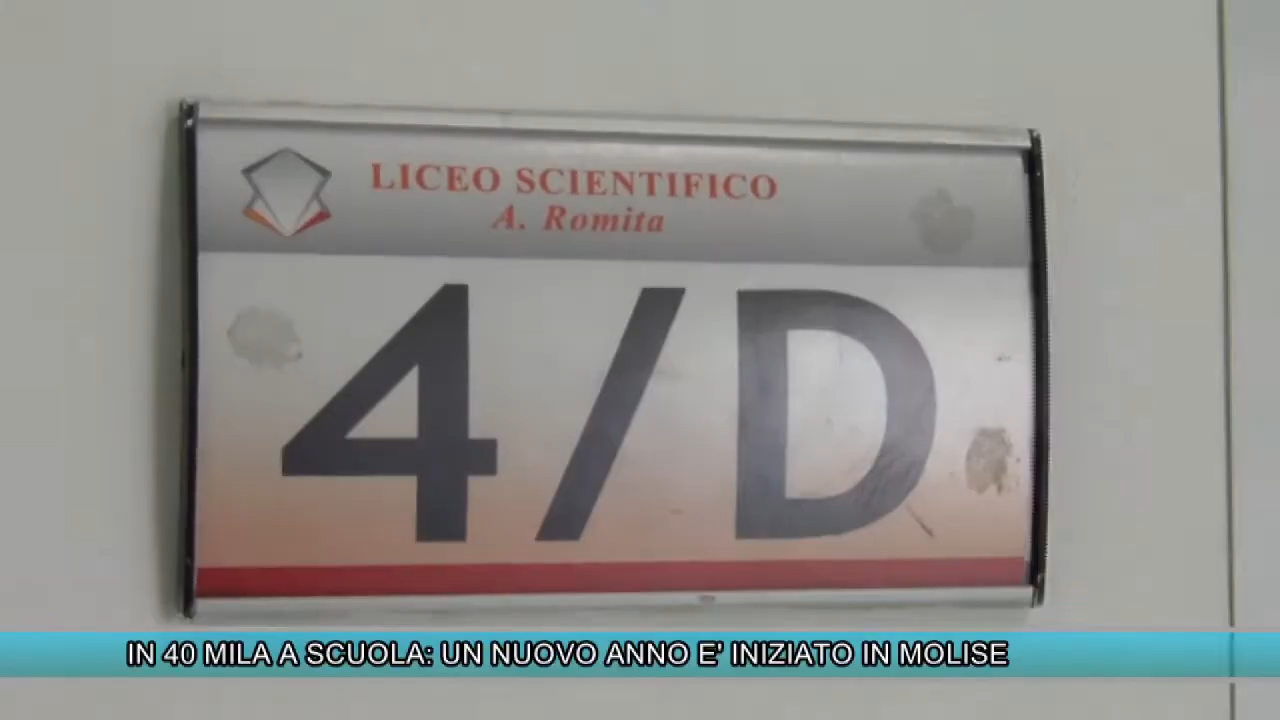 LICEO SCIENTIFICO
A. Romita
4/D
IN 40 MILA A SCUOLA: UN NUOVO ANNO E' INIZIATO IN MOLISE